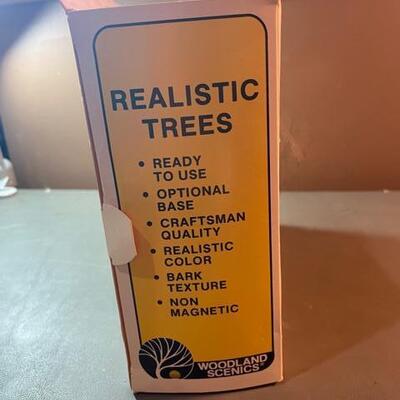 REALISTIC
TREES
• READY
TO USE
• OPTIONAL
BASE
• CRAFTSMAN
QUALITY
• REALISTIC
COLOR
• BARK
TEXTURE
• NON
MAGNETIC
WOODLAND
SCENICS®